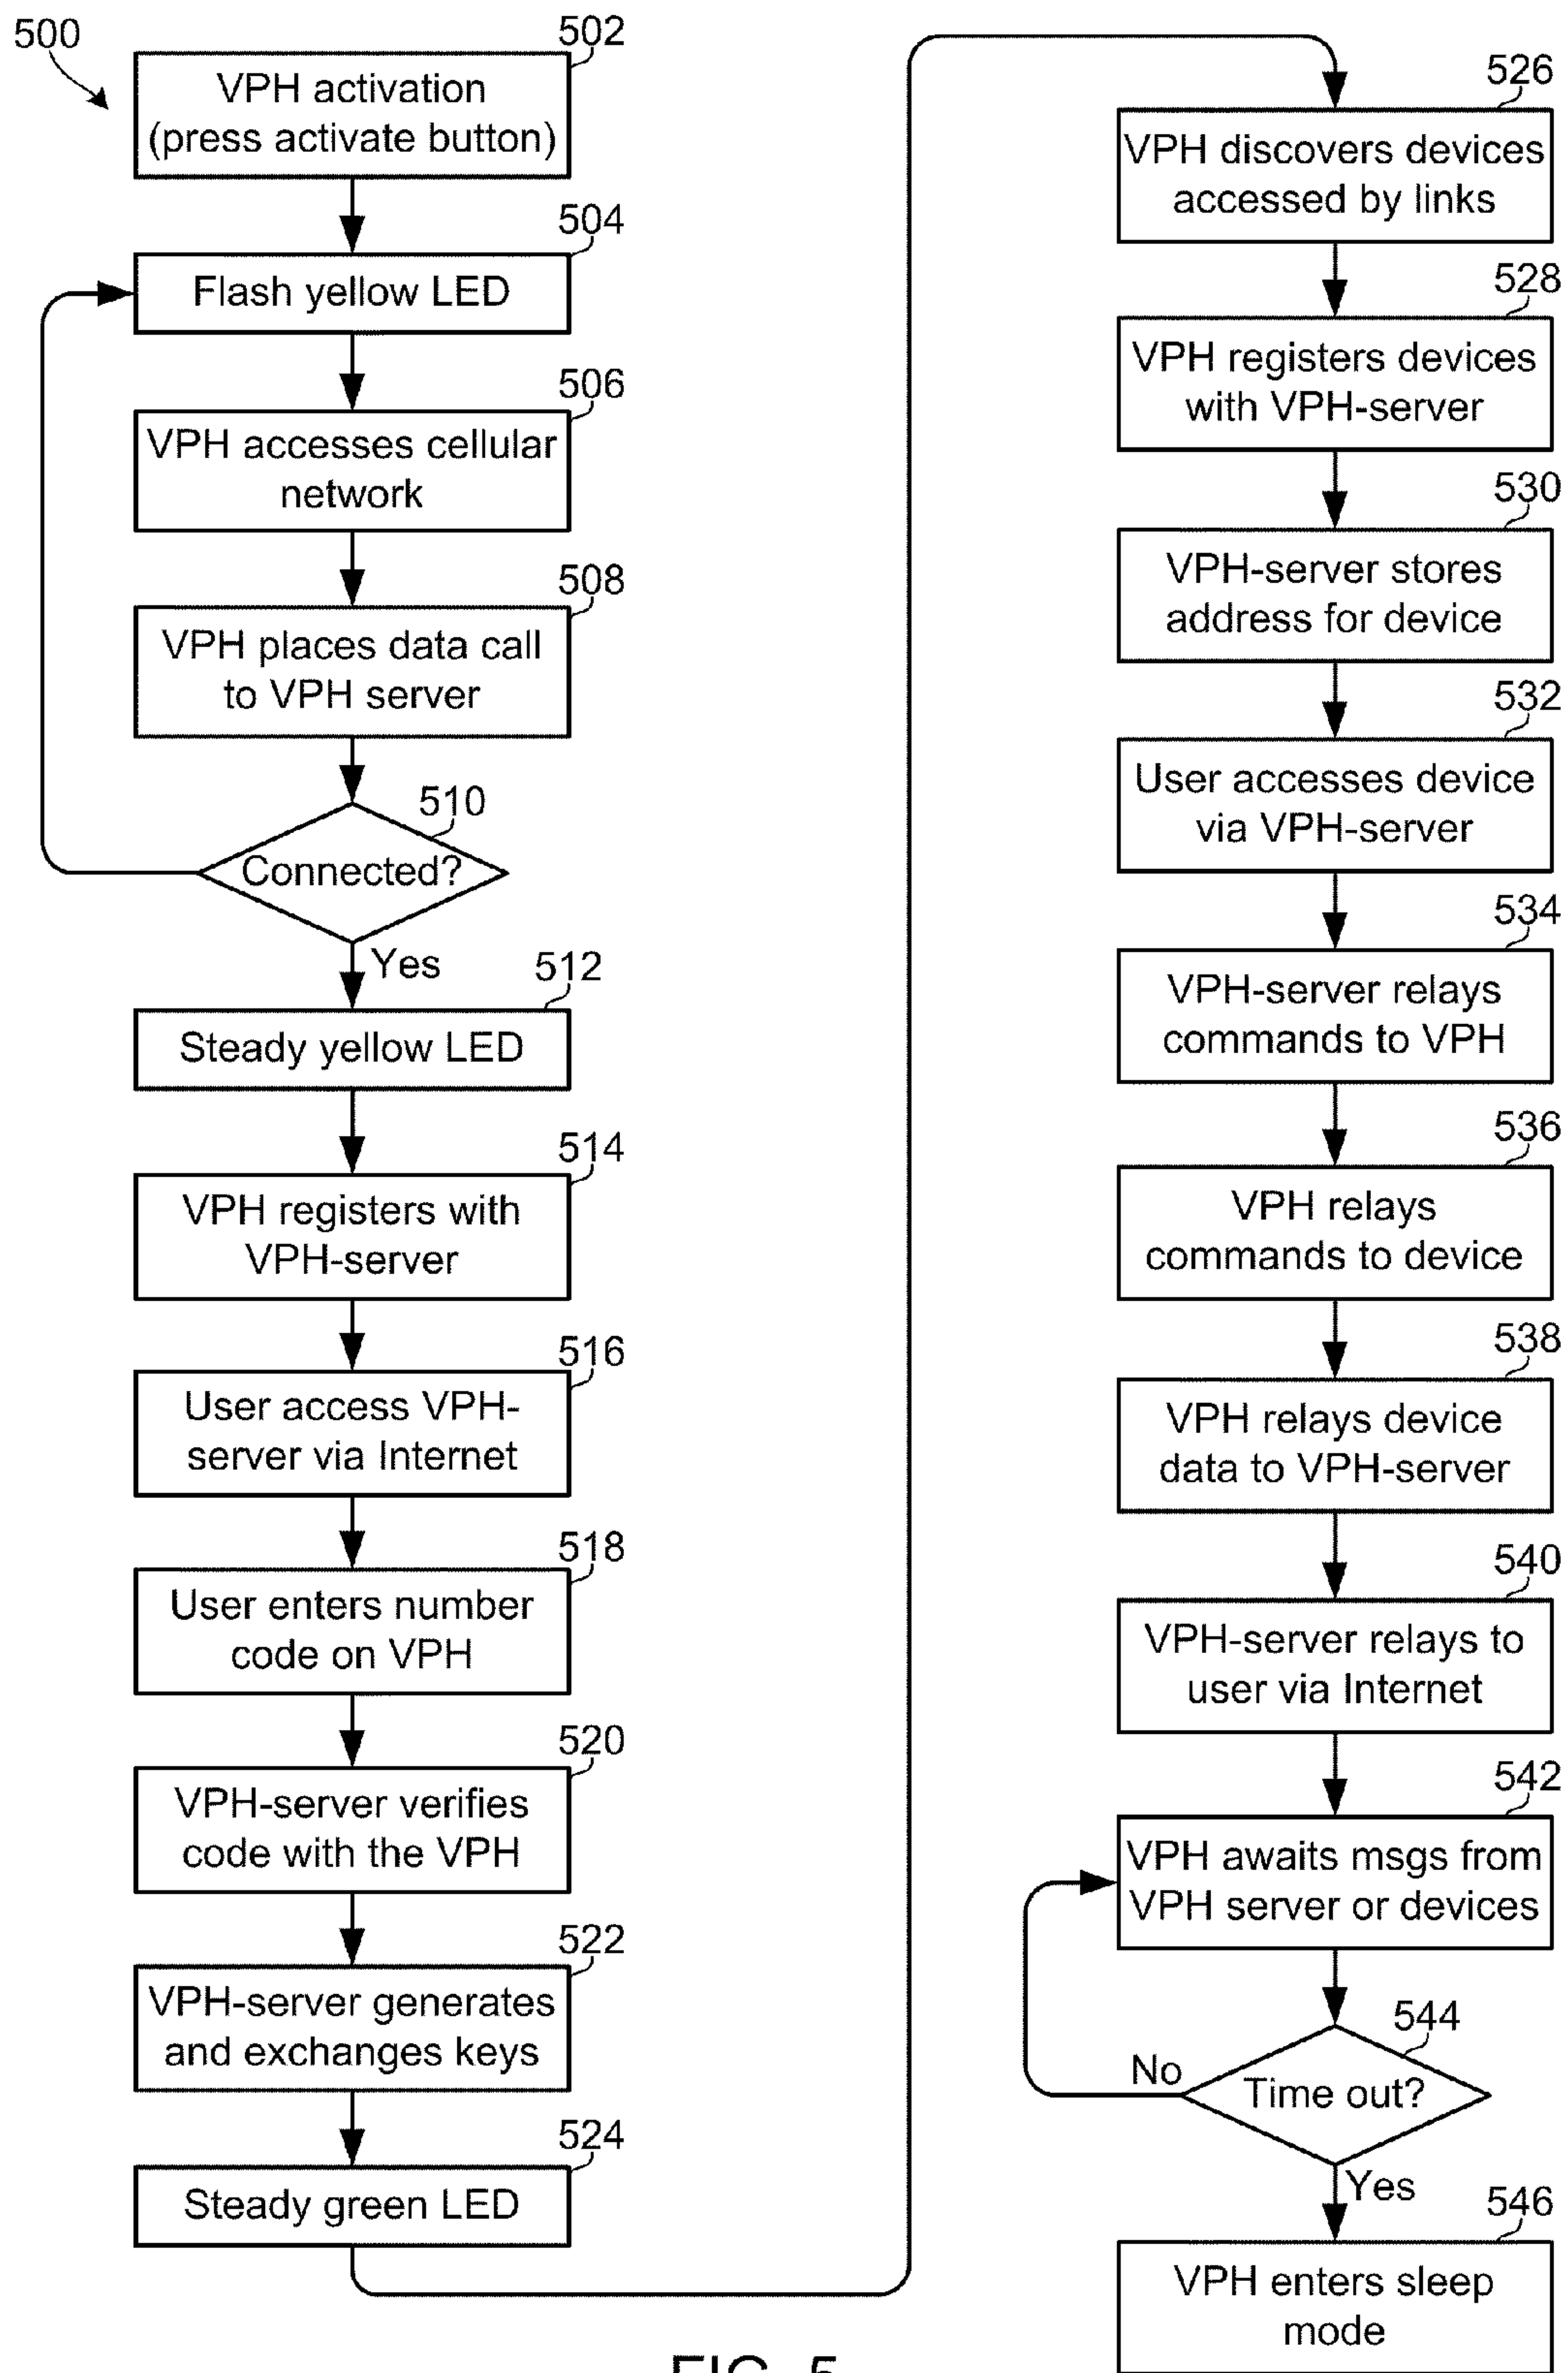 500
502
VPH activation
(press activate button)
504
Flash yellow LED
506
VPH accesses cellular
network
508
VPH places data call
to VPH server
510
Connected?
Yes
512
Steady yellow LED
514
VPH registers with
VPH-server
516
User access VPH-
server via Internet
518
User enters number
code on VPH
520
VPH-server verifies
code with the VPH
522
VPH-server generates
and exchanges keys
524
Steady green LED
526
VPH discovers devices
accessed by links
528
VPH registers devices
with VPH-server
530
VPH-server stores
address for device
532
User accesses device
via VPH-server
534
VPH-server relays
commands to VPH
536
VPH relays
commands to device
538
VPH relays device
data to VPH-server
540
VPH-server relays to
user via Internet
542
VPH awaits msgs from
VPH server or devices
544
Time out?
No
Yes
546
VPH enters sleep
mode
FIG. 5